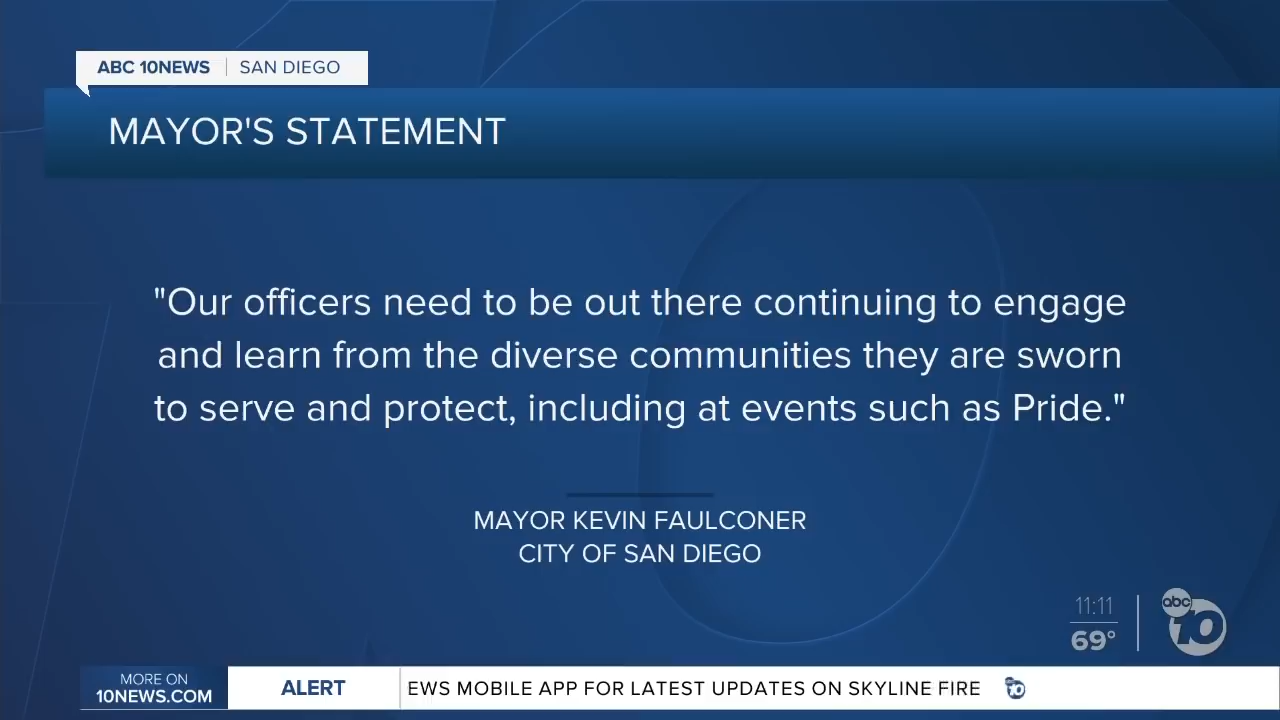 ABC 10NEWS | SAN DIEGO
MAYOR'S STATEMENT
"Our officers need to be out there continuing to engage
and learn from the diverse communities they are sworn
to serve and protect, including at events such as Pride."
MAYOR KEVIN FAULCONER
CITY OF SAN DIEGO
11:11
69°
abc
10
MORE ON
10NEWS.COM
ALERT
EWS MOBILE APP FOR LATEST UPDATES ON SKYLINE FIRE
10